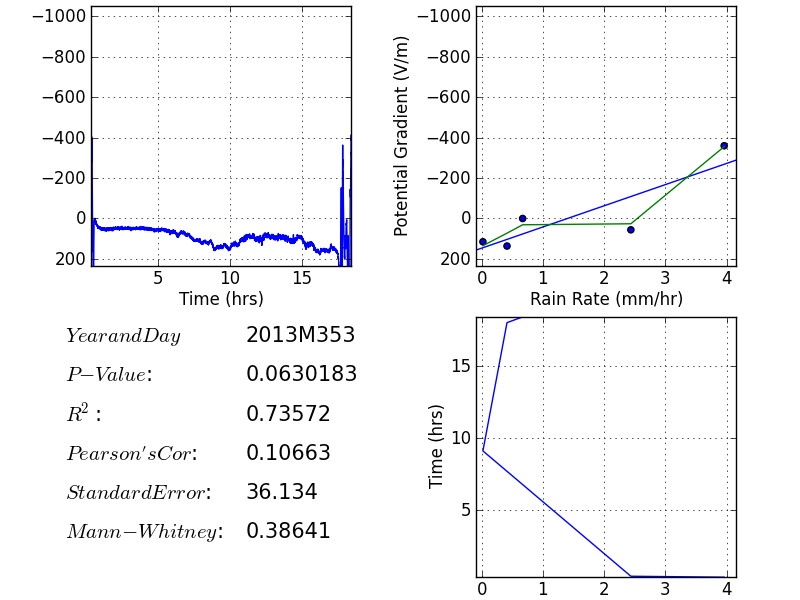 −1000
−800
−600
−400
−200
0
200
5 10 15
Time (hrs)
Potential Gradient (V/m)
−1000
−800
−600
−400
−200
0
200
0 1 2 3 4
Rain Rate (mm/hr)
YearandDay 2013M353
P−Value: 0.0630183
R²: 0.73572
Pearson'sCor: 0.10663
StandardError: 36.134
Mann−Whitney: 0.38641
Time (hrs)
15
10
5
0 1 2 3 4